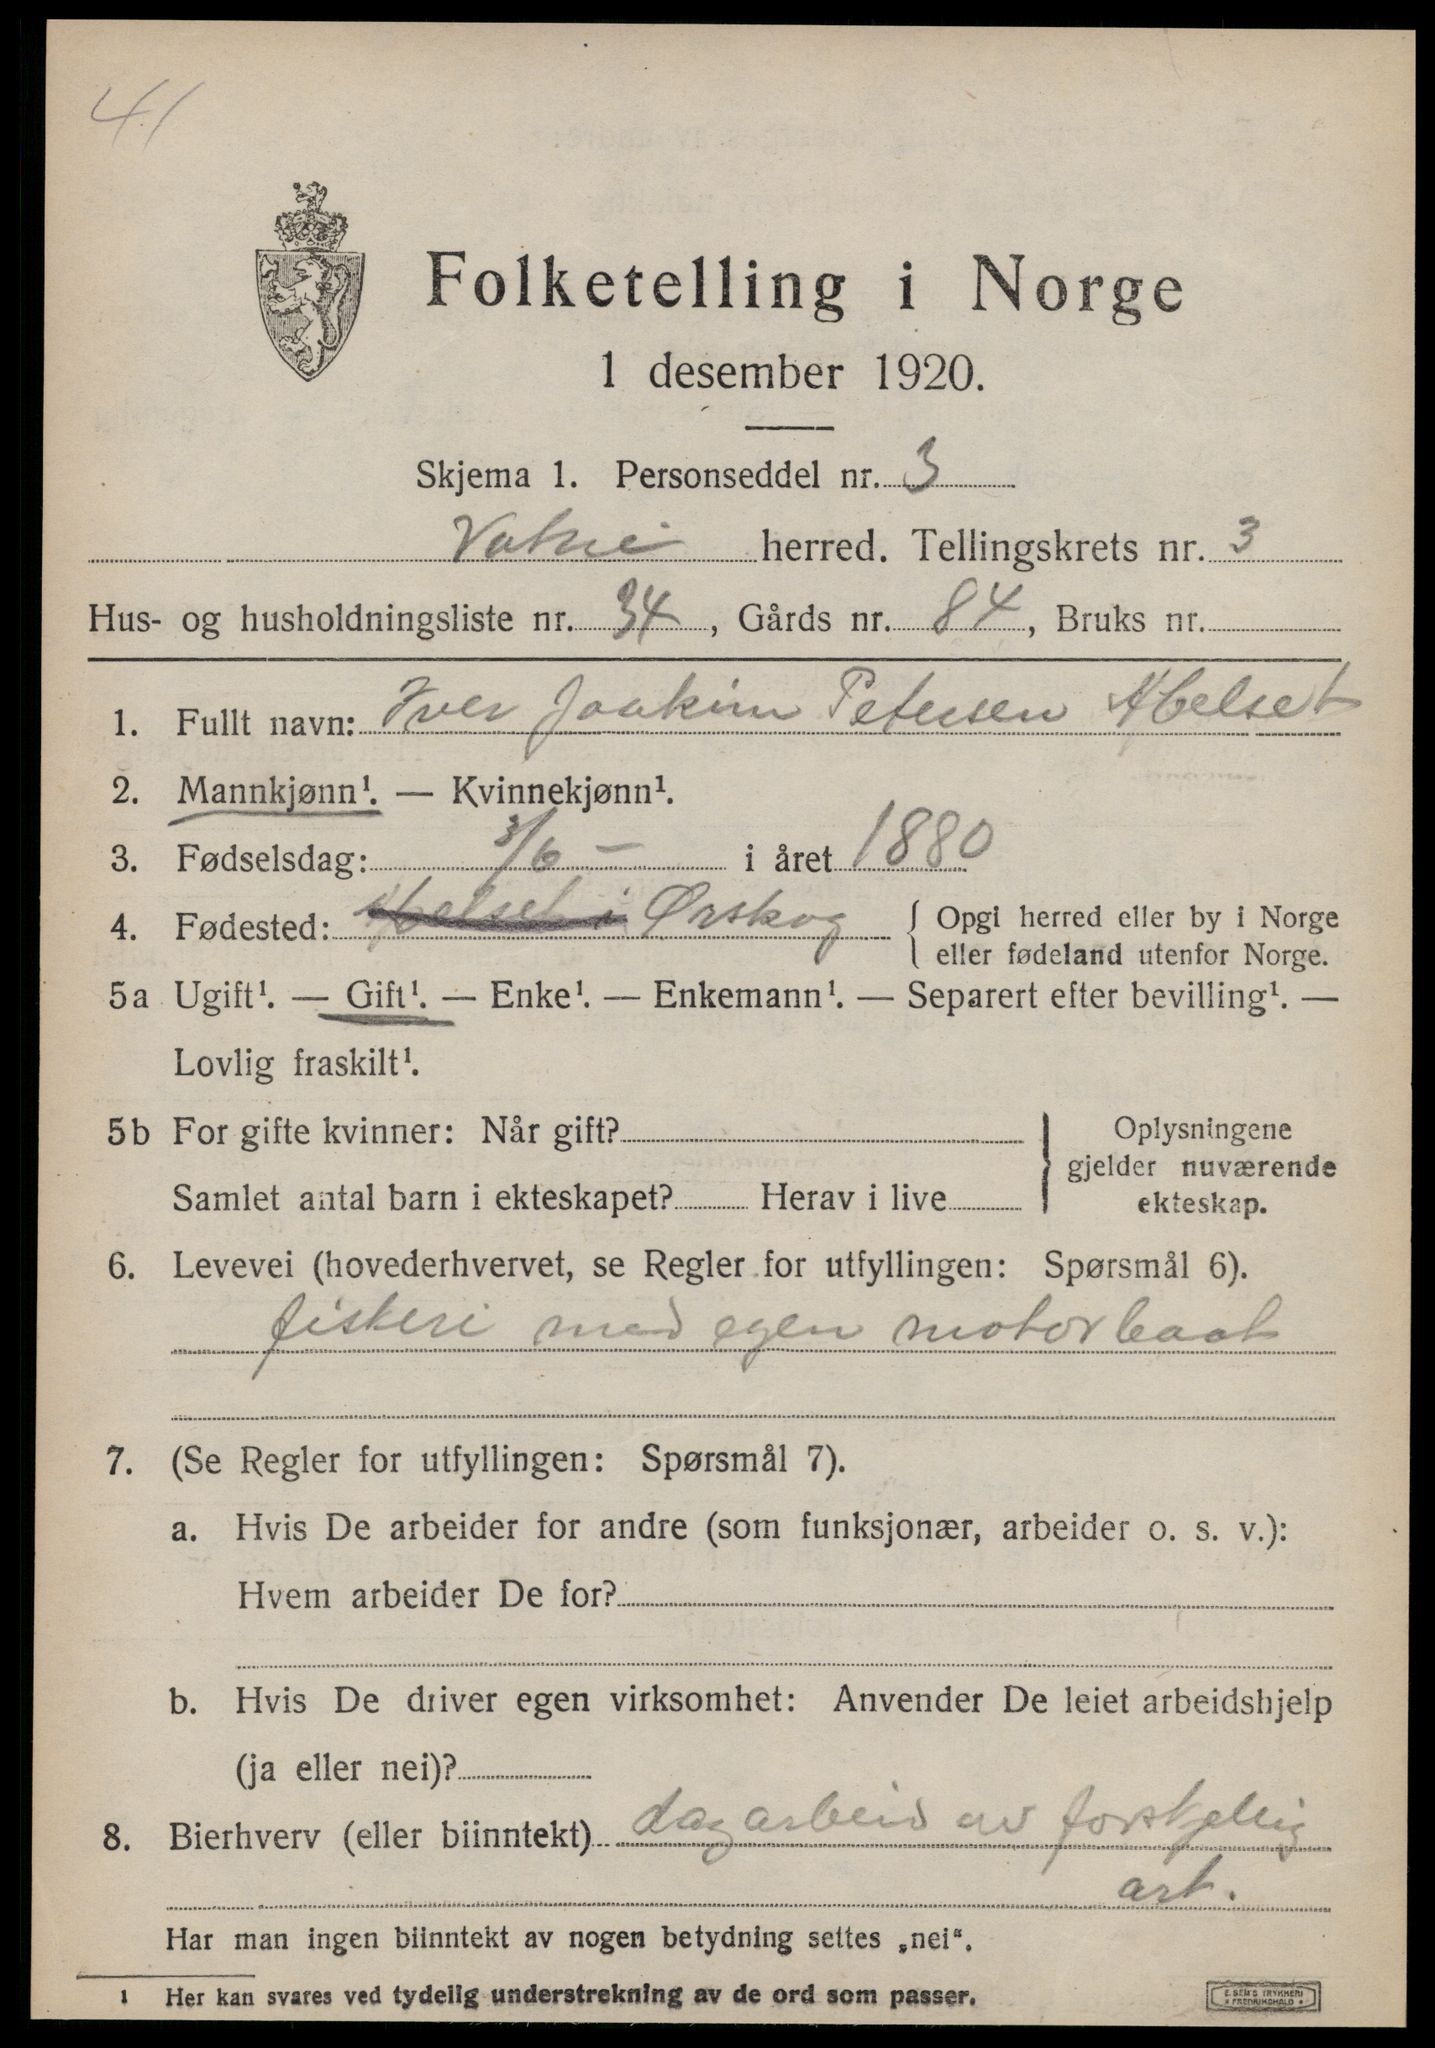 41
Folketelling i Norge
1 desember 1920.
Skjema 1. Personseddel nr. 3
Vatne herred. Tellingskrets nr. 3
Hus- og husholdningsliste nr. 34, Gårds nr. 84, Bruks nr.
1. Fullt navn: Iver Joakim Petersen Abelset
2. Mannkjønn¹. — Kvinnekjønn¹.
3. Fødselsdag: 3/6 – i året 1880
4. Fødested: Abelset i Ørskog { Opgi herred eller by i Norge
eller fødeland utenfor Norge.
5a Ugift¹. — Gift¹. — Enke¹. — Enkemann¹. — Separert efter bevilling¹. —
Lovlig fraskilt¹.
5b For gifte kvinner: Når gift? } Oplysningene
gjelder nuværende
Samlet antal barn i ekteskapet? Herav i live ekteskap.
6. Levevei (hovederhvervet, se Regler for utfyllingen: Spørsmål 6).
fiskeri med egen motorbaat
7. (Se Regler for utfyllingen: Spørsmål 7).
a. Hvis De arbeider for andre (som funksjonær, arbeider o. s. v.):
Hvem arbeider De for?
b. Hvis De driver egen virksomhet: Anvender De leiet arbeidshjelp
(ja eller nei)?
8. Bierhverv (eller biinntekt) dagarbeid av forskjellig
art.
Har man ingen biinntekt av nogen betydning settes „nei“.
1 Her kan svares ved tydelig understrekning av de ord som passer.
E. SEM'S TRYKKERI
FREDRIKSHALD